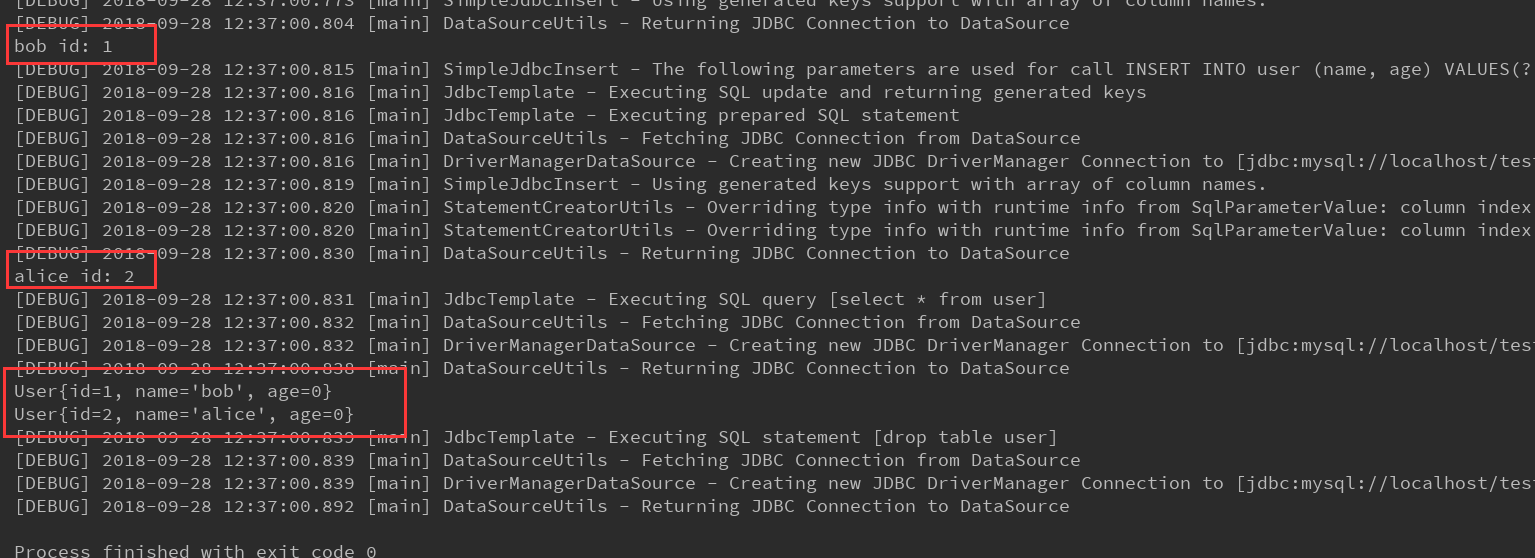 [DEBUG] 2018-09-28 12:37:00.773 [main] SimpleJdbcInsert - Using generated keys support with array of column names.
[DEBUG] 2018-09-28 12:37:00.804 [main] DataSourceUtils - Returning JDBC Connection to DataSource
bob id: 1
[DEBUG] 2018-09-28 12:37:00.815 [main] SimpleJdbcInsert - The following parameters are used for call INSERT INTO user (name, age) VALUES(?
[DEBUG] 2018-09-28 12:37:00.816 [main] JdbcTemplate - Executing SQL update and returning generated keys
[DEBUG] 2018-09-28 12:37:00.816 [main] JdbcTemplate - Executing prepared SQL statement
[DEBUG] 2018-09-28 12:37:00.816 [main] DataSourceUtils - Fetching JDBC Connection from DataSource
[DEBUG] 2018-09-28 12:37:00.816 [main] DriverManagerDataSource - Creating new JDBC DriverManager Connection to [jdbc:mysql://localhost/test
[DEBUG] 2018-09-28 12:37:00.819 [main] SimpleJdbcInsert - Using generated keys support with array of column names.
[DEBUG] 2018-09-28 12:37:00.820 [main] StatementCreatorUtils - Overriding type info with runtime info from SqlParameterValue: column index
[DEBUG] 2018-09-28 12:37:00.820 [main] StatementCreatorUtils - Overriding type info with runtime info from SqlParameterValue: column index
[DEBUG] 2018-09-28 12:37:00.830 [main] DataSourceUtils - Returning JDBC Connection to DataSource
alice id: 2
[DEBUG] 2018-09-28 12:37:00.831 [main] JdbcTemplate - Executing SQL query [select * from user]
[DEBUG] 2018-09-28 12:37:00.832 [main] DataSourceUtils - Fetching JDBC Connection from DataSource
[DEBUG] 2018-09-28 12:37:00.832 [main] DriverManagerDataSource - Creating new JDBC DriverManager Connection to [jdbc:mysql://localhost/test
[DEBUG] 2018-09-28 12:37:00.838 [main] DataSourceUtils - Returning JDBC Connection to DataSource
User{id=1, name='bob', age=0}
User{id=2, name='alice', age=0}
[DEBUG] 2018-09-28 12:37:00.839 [main] JdbcTemplate - Executing SQL statement [drop table user]
[DEBUG] 2018-09-28 12:37:00.839 [main] DataSourceUtils - Fetching JDBC Connection from DataSource
[DEBUG] 2018-09-28 12:37:00.839 [main] DriverManagerDataSource - Creating new JDBC DriverManager Connection to [jdbc:mysql://localhost/test
[DEBUG] 2018-09-28 12:37:00.892 [main] DataSourceUtils - Returning JDBC Connection to DataSource
Process finished with exit code 0